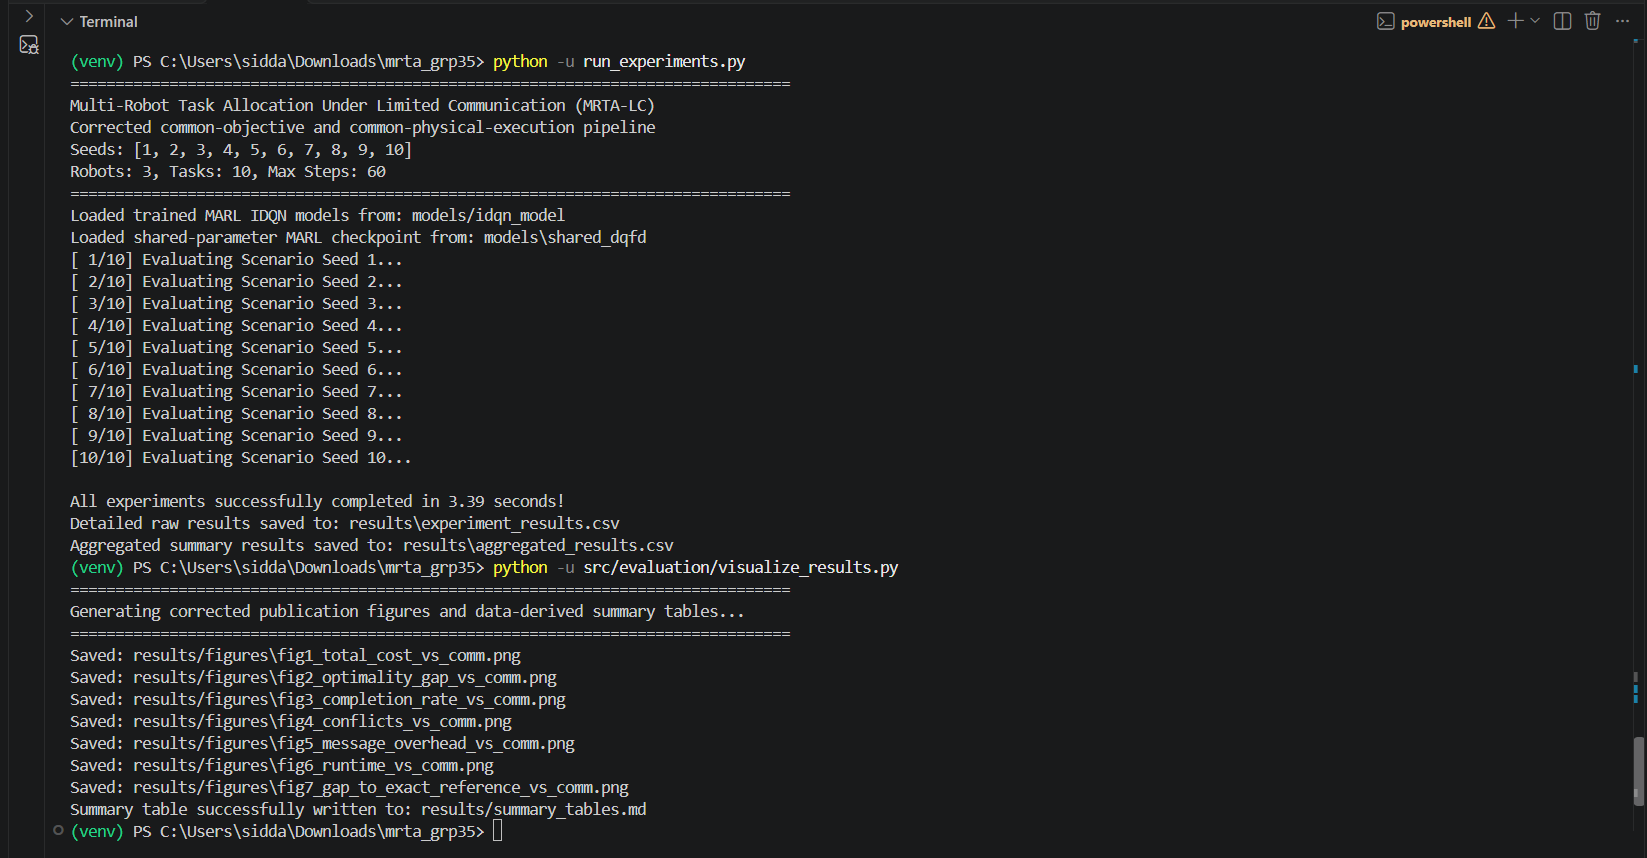 Terminal
powershell
(venv) PS C:\Users\sidda\Downloads\mrta_grp35> python -u run_experiments.py
================================================================================
Multi-Robot Task Allocation Under Limited Communication (MRTA-LC)
Corrected common-objective and common-physical-execution pipeline
Seeds: [1, 2, 3, 4, 5, 6, 7, 8, 9, 10]
Robots: 3, Tasks: 10, Max Steps: 60
================================================================================
Loaded trained MARL IDQN models from: models/idqn_model
Loaded shared-parameter MARL checkpoint from: models\shared_dqfd
[ 1/10] Evaluating Scenario Seed 1...
[ 2/10] Evaluating Scenario Seed 2...
[ 3/10] Evaluating Scenario Seed 3...
[ 4/10] Evaluating Scenario Seed 4...
[ 5/10] Evaluating Scenario Seed 5...
[ 6/10] Evaluating Scenario Seed 6...
[ 7/10] Evaluating Scenario Seed 7...
[ 8/10] Evaluating Scenario Seed 8...
[ 9/10] Evaluating Scenario Seed 9...
[10/10] Evaluating Scenario Seed 10...
All experiments successfully completed in 3.39 seconds!
Detailed raw results saved to: results\experiment_results.csv
Aggregated summary results saved to: results\aggregated_results.csv
(venv) PS C:\Users\sidda\Downloads\mrta_grp35> python -u src/evaluation/visualize_results.py
================================================================================
Generating corrected publication figures and data-derived summary tables...
================================================================================
Saved: results/figures\fig1_total_cost_vs_comm.png
Saved: results/figures\fig2_optimality_gap_vs_comm.png
Saved: results/figures\fig3_completion_rate_vs_comm.png
Saved: results/figures\fig4_conflicts_vs_comm.png
Saved: results/figures\fig5_message_overhead_vs_comm.png
Saved: results/figures\fig6_runtime_vs_comm.png
Saved: results/figures\fig7_gap_to_exact_reference_vs_comm.png
Summary table successfully written to: results/summary_tables.md
(venv) PS C:\Users\sidda\Downloads\mrta_grp35>